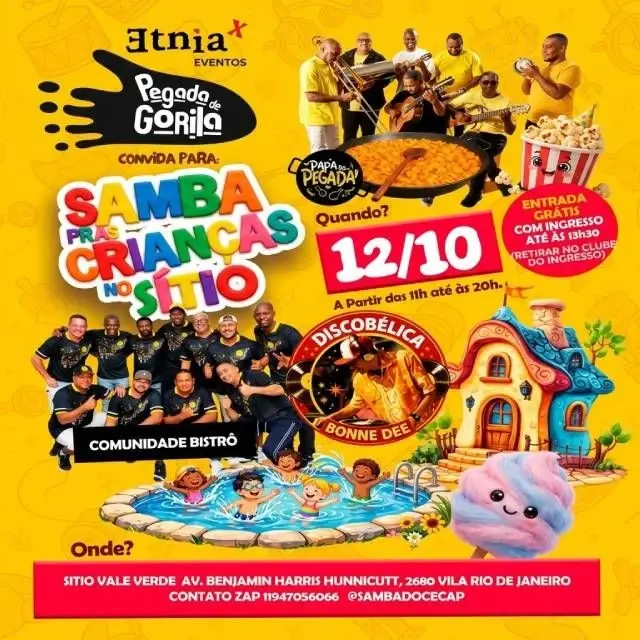 Etnia x
EVENTOS
Pegada de
GORILA
CONVIDA PARA:
SAMBA
PRAS
CRIANÇAS
NO SÍTIO
PAPA DO
PEGADA!
Quando?
12/10
A Partir das 11h até às 20h.
ENTRADA
GRÁTIS
COM INGRESSO
ATÉ ÀS 13h30
(RETIRAR NO CLUBE
DO INGRESSO)
DISCOBÉLICA
BONNE DEE
COMUNIDADE BISTRÔ
Onde?
SITIO VALE VERDE AV. BENJAMIN HARRIS HUNNICUTT, 2680 VILA RIO DE JANEIRO
CONTATO ZAP 11947056066 @SAMBADOCECAP